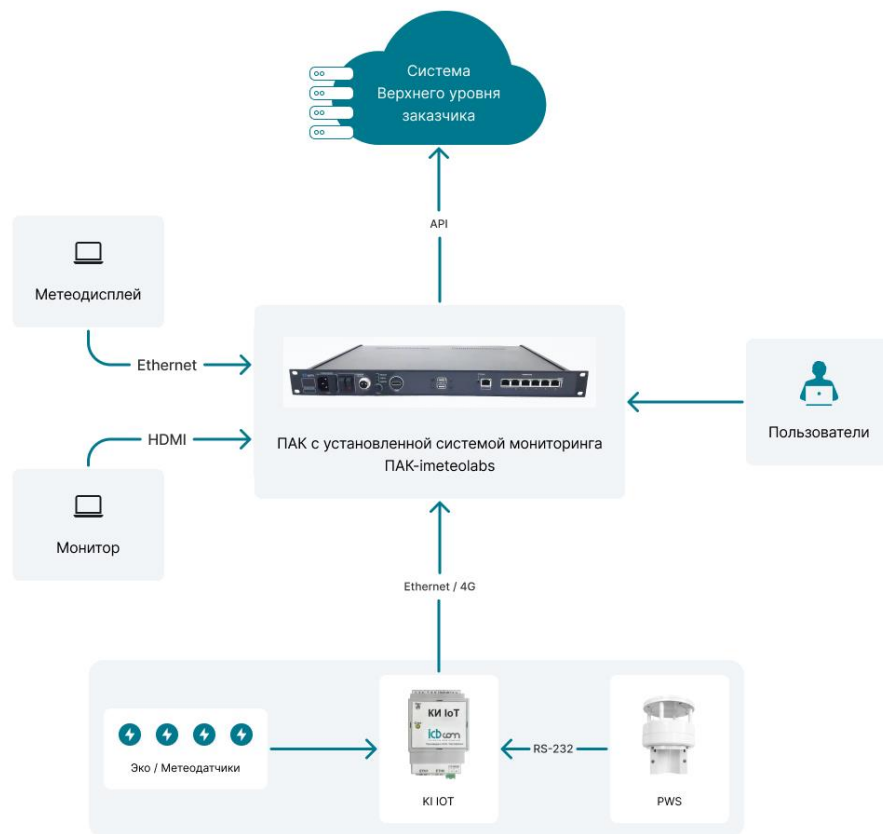 Система
Верхнего уровня
заказчика
API
Метеодисплей
Ethernet
HDMI
ПАК с установленной системой мониторинга
ПАК-imeteolabs
Пользователи
Монитор
Ethernet / 4G
КИ IoT
icbcom
RS-232
Эко / Метеодатчики
KI IOT
PWS